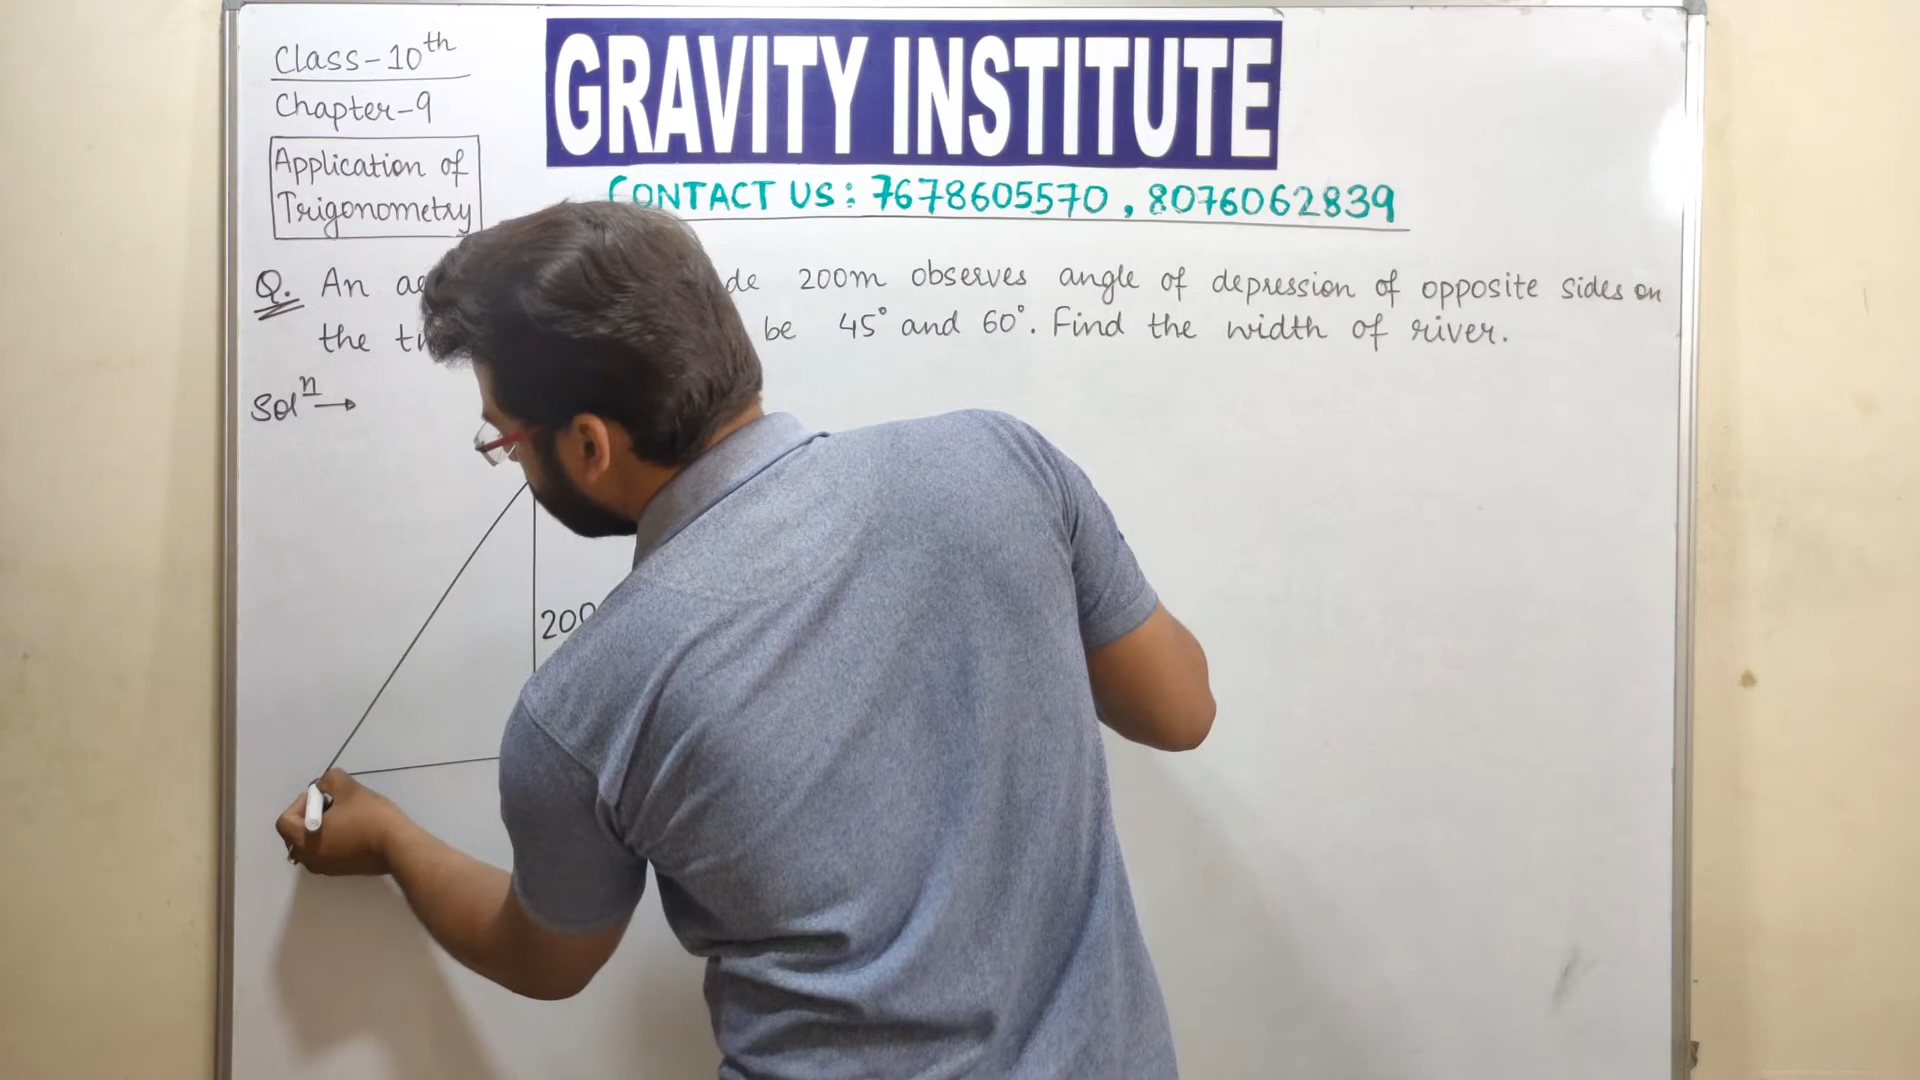 Class-10th
Chapter-9
Application of
Trigonometry
GRAVITY INSTITUTE
CONTACT US: 7678605570, 8076062839
Q. An 200m observes angle of depression of opposite sides on
the be 45° and 60°. Find the width of river.
Solⁿ→
200